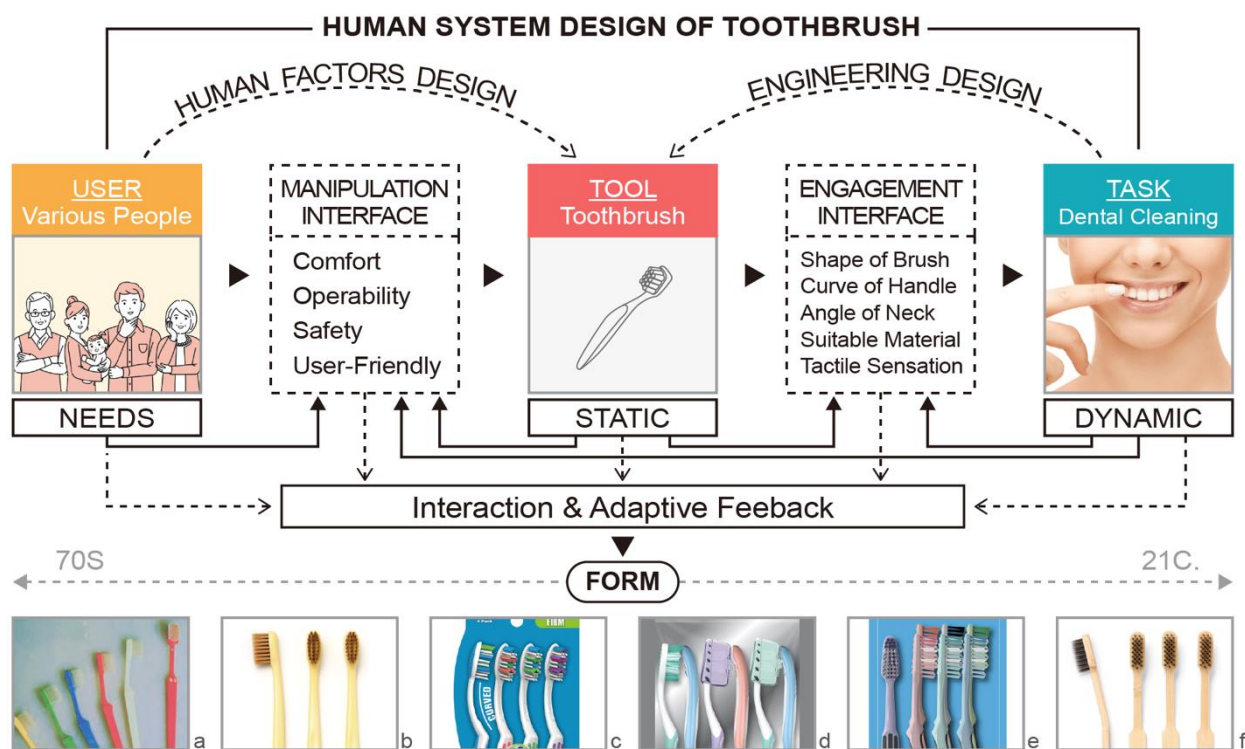 HUMAN SYSTEM DESIGN OF TOOTHBRUSH
HUMAN FACTORS DESIGN
ENGINEERING DESIGN
USER
Various People
MANIPULATION
INTERFACE
Comfort
Operability
Safety
User-Friendly
TOOL
Toothbrush
ENGAGEMENT
INTERFACE
Shape of Brush
Curve of Handle
Angle of Neck
Suitable Material
Tactile Sensation
TASK
Dental Cleaning
NEEDS
STATIC
DYNAMIC
Interaction & Adaptive Feeback
70S
FORM
21C.
a
b
FIRM
CURVED
c
d
e
f